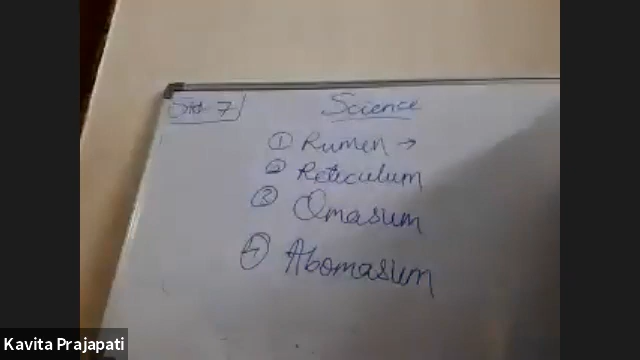 Std 7
Science
① Rumen →
② Reticulum
③ Omasum
④ Abomasum
Kavita Prajapati